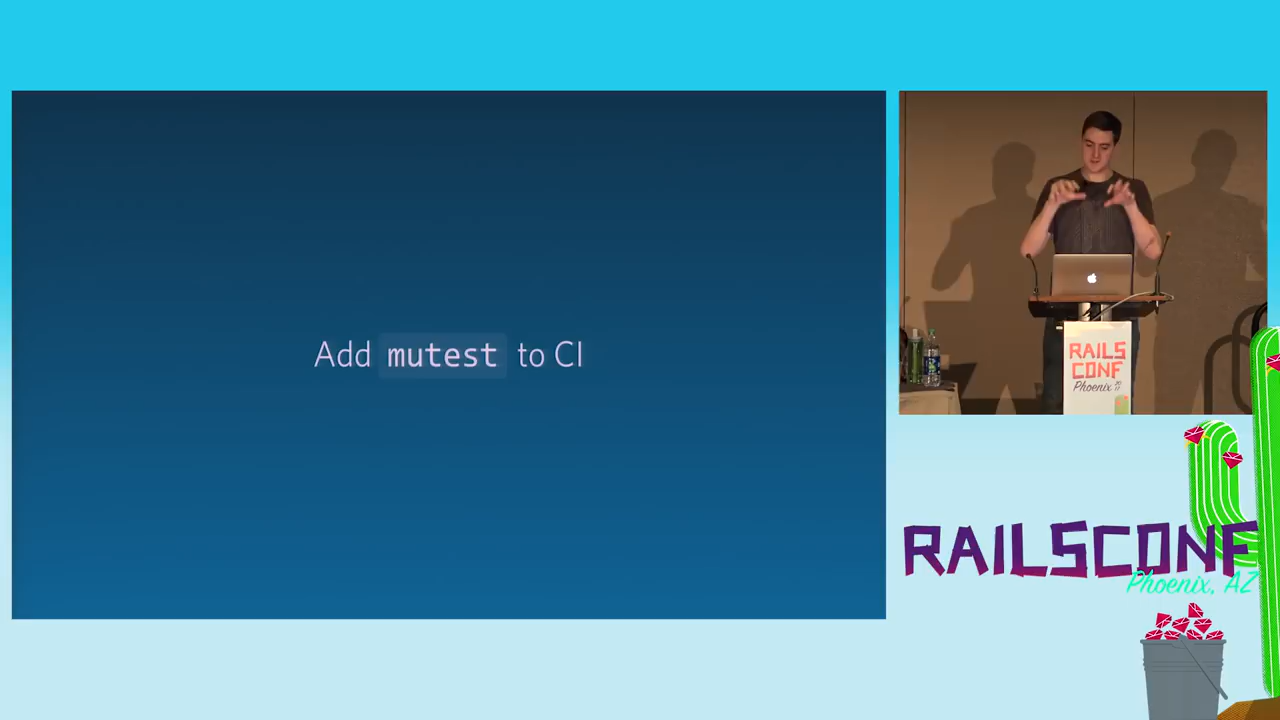 Add mutest to CI
RAILS
CONF
Phoenix
RAILSCONF
Phoenix, AZ